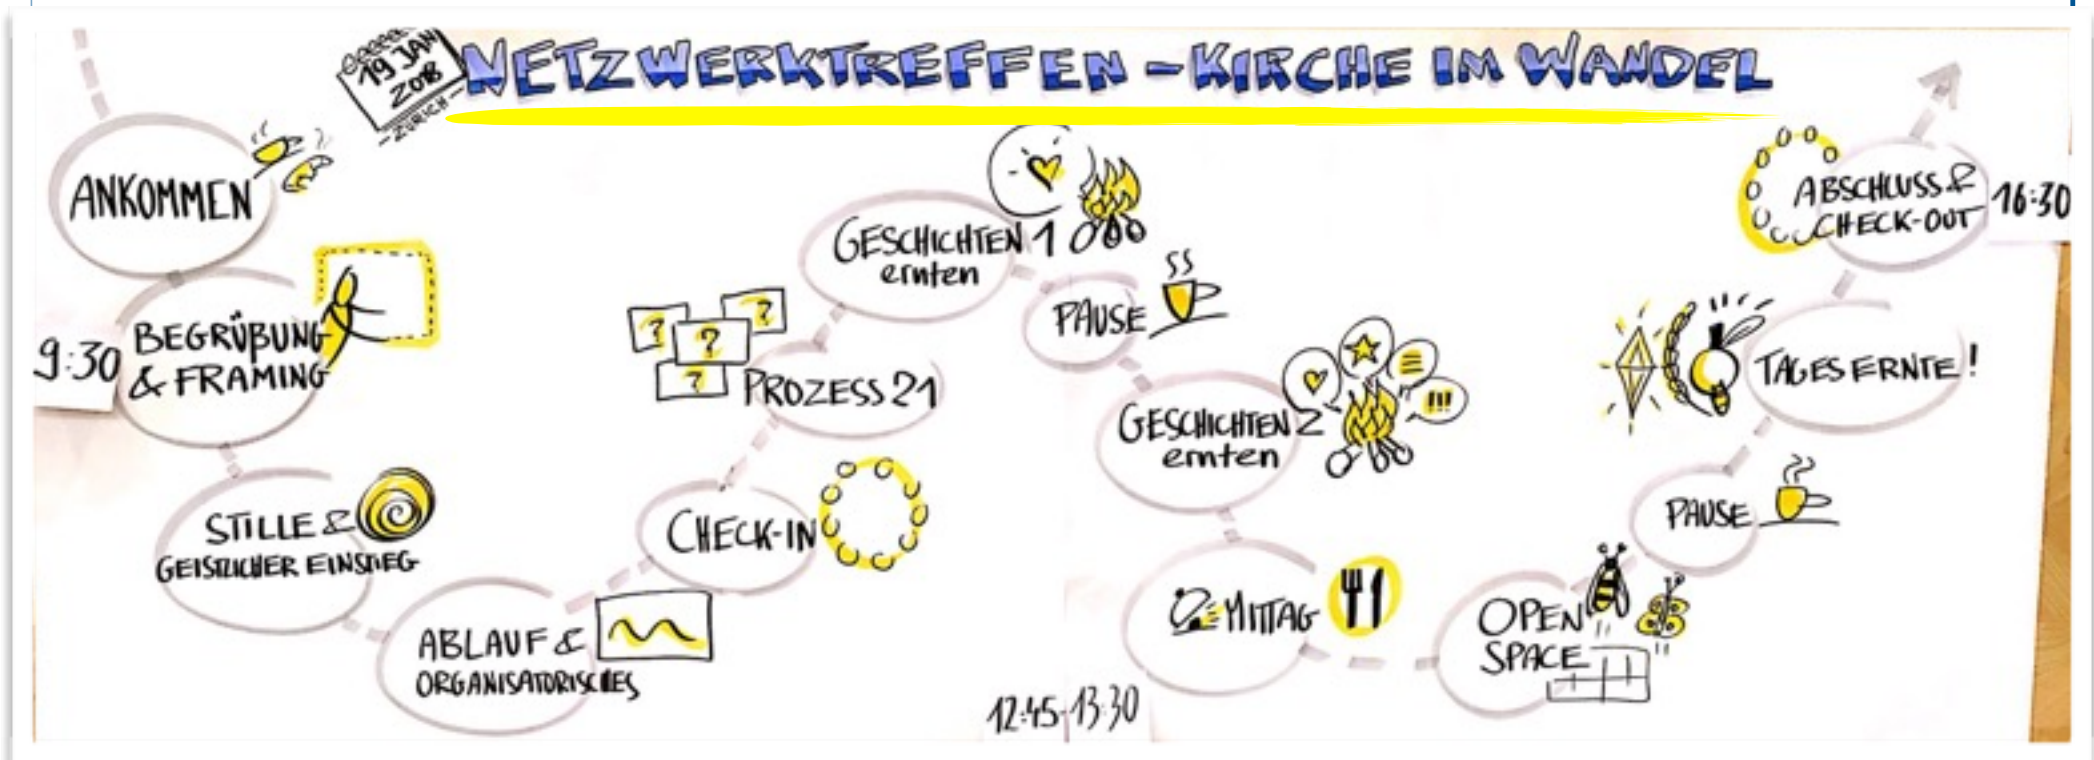 19 JAN
2018
-ZÜRICH-
NETZWERKTREFFEN - KIRCHE IM WANDEL
ANKOMMEN
9:30
BEGRÜßUNG
& FRAMING
STILLE &
GEISTLICHER EINSTIEG
ABLAUF &
ORGANISATORISCHES
CHECK-IN
PROZESS 21
?
?
?
?
GESCHICHTEN 1
ernten
PAUSE
GESCHICHTEN 2
ernten
!!!
MITTAG
12:45-13:30
OPEN
SPACE
PAUSE
TAGESERNTE!
ABSCHLUSS &
CHECK-OUT
16:30